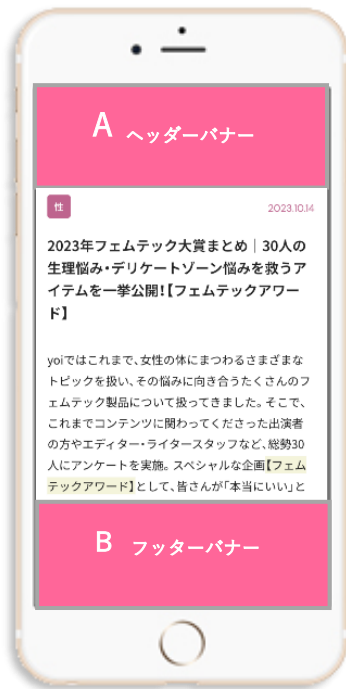 A ヘッダーバナー
性
2023.10.14
2023年フェムテック大賞まとめ｜30人の
生理悩み・デリケートゾーン悩みを救うア
イテムを一挙公開！【フェムテックアワー
ド】
yoiではこれまで、女性の体にまつわるさまざまな
トピックを扱い、その悩みに向き合うたくさんのフ
ェムテック製品について扱ってきました。そこで、
これまでコンテンツに関わってくださった出演者
の方やエディター・ライタースタッフなど、総勢30
人にアンケートを実施。スペシャルな企画【フェム
テックアワード】として、皆さんが「本当にいい」と
B フッターバナー